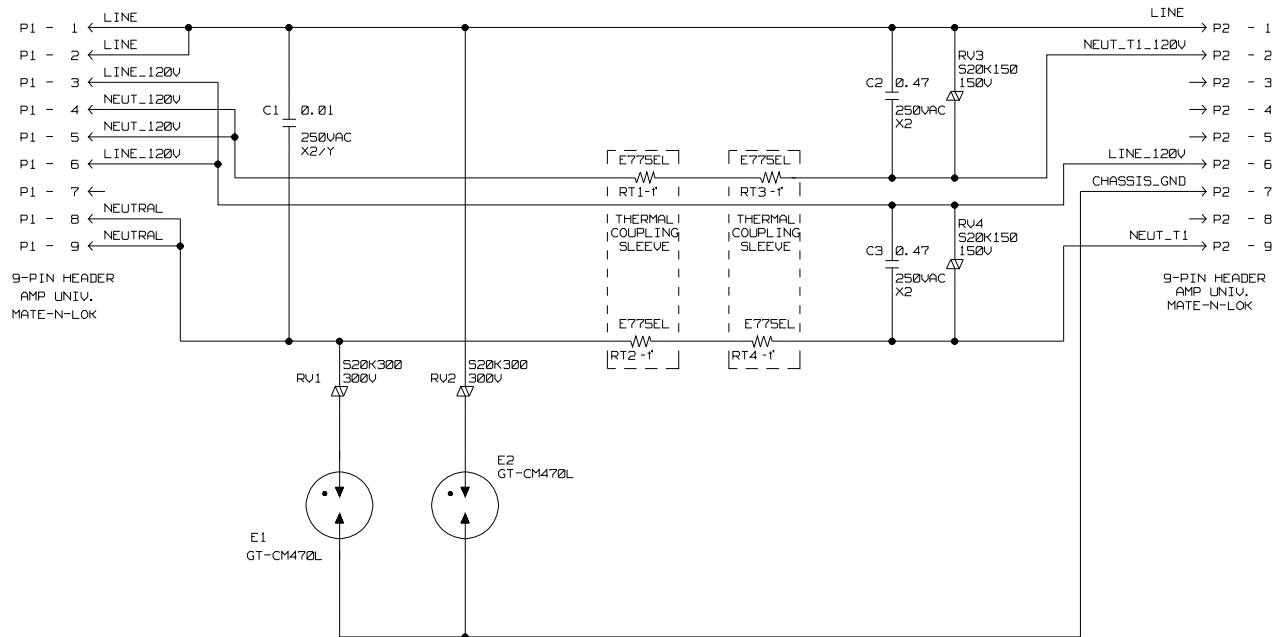 P1 - 1 LINE
P1 - 2 LINE
P1 - 3 LINE_120V
P1 - 4 NEUT_120V
P1 - 5 NEUT_120V
P1 - 6 LINE_120V
P1 - 7
P1 - 8 NEUTRAL
P1 - 9 NEUTRAL
9-PIN HEADER
AMP UNIV.
MATE-N-LOK
C1 0.01
250VAC
X2/Y
E775EL
RT1-t°
E775EL
RT3-t°
THERMAL
COUPLING
SLEEVE
THERMAL
COUPLING
SLEEVE
E775EL
RT2-t°
E775EL
RT4-t°
C2 0.47
250VAC
X2
RV3
S20K150
150V
C3 0.47
250VAC
X2
RV4
S20K150
150V
LINE P2 - 1
NEUT_T1_120V P2 - 2
P2 - 3
P2 - 4
P2 - 5
LINE_120V P2 - 6
CHASSIS_GND P2 - 7
P2 - 8
NEUT_T1 P2 - 9
9-PIN HEADER
AMP UNIV.
MATE-N-LOK
RV1
S20K300
300V
RV2
S20K300
300V
E2
GT-CM470L
E1
GT-CM470L